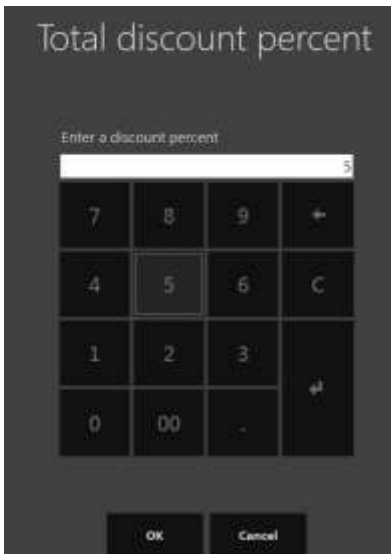 Total discount percent
Enter a discount percent
5
7 8 9 ←
4 5 6 C
1 2 3
↵
0 00 .
OK Cancel